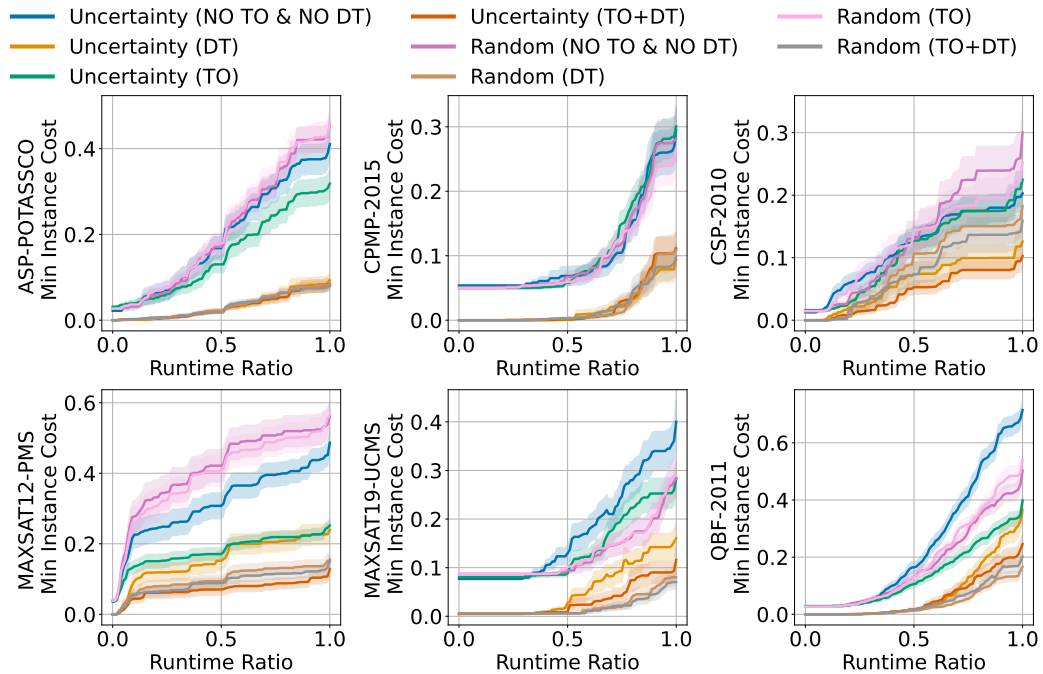 Uncertainty (NO TO & NO DT)
Uncertainty (DT)
Uncertainty (TO)
Uncertainty (TO+DT)
Random (NO TO & NO DT)
Random (DT)
Random (TO)
Random (TO+DT)
ASP-POTASSCO
Min Instance Cost
0.4
0.2
0.0
0.0 0.5 1.0
Runtime Ratio
CPMP-2015
Min Instance Cost
0.3
0.2
0.1
0.0
0.0 0.5 1.0
Runtime Ratio
CSP-2010
Min Instance Cost
0.3
0.2
0.1
0.0
0.0 0.5 1.0
Runtime Ratio
MAXSAT12-PMS
Min Instance Cost
0.6
0.4
0.2
0.0
0.0 0.5 1.0
Runtime Ratio
MAXSAT19-UCMS
Min Instance Cost
0.4
0.3
0.2
0.1
0.0
0.0 0.5 1.0
Runtime Ratio
QBF-2011
Min Instance Cost
0.6
0.4
0.2
0.0
0.0 0.5 1.0
Runtime Ratio